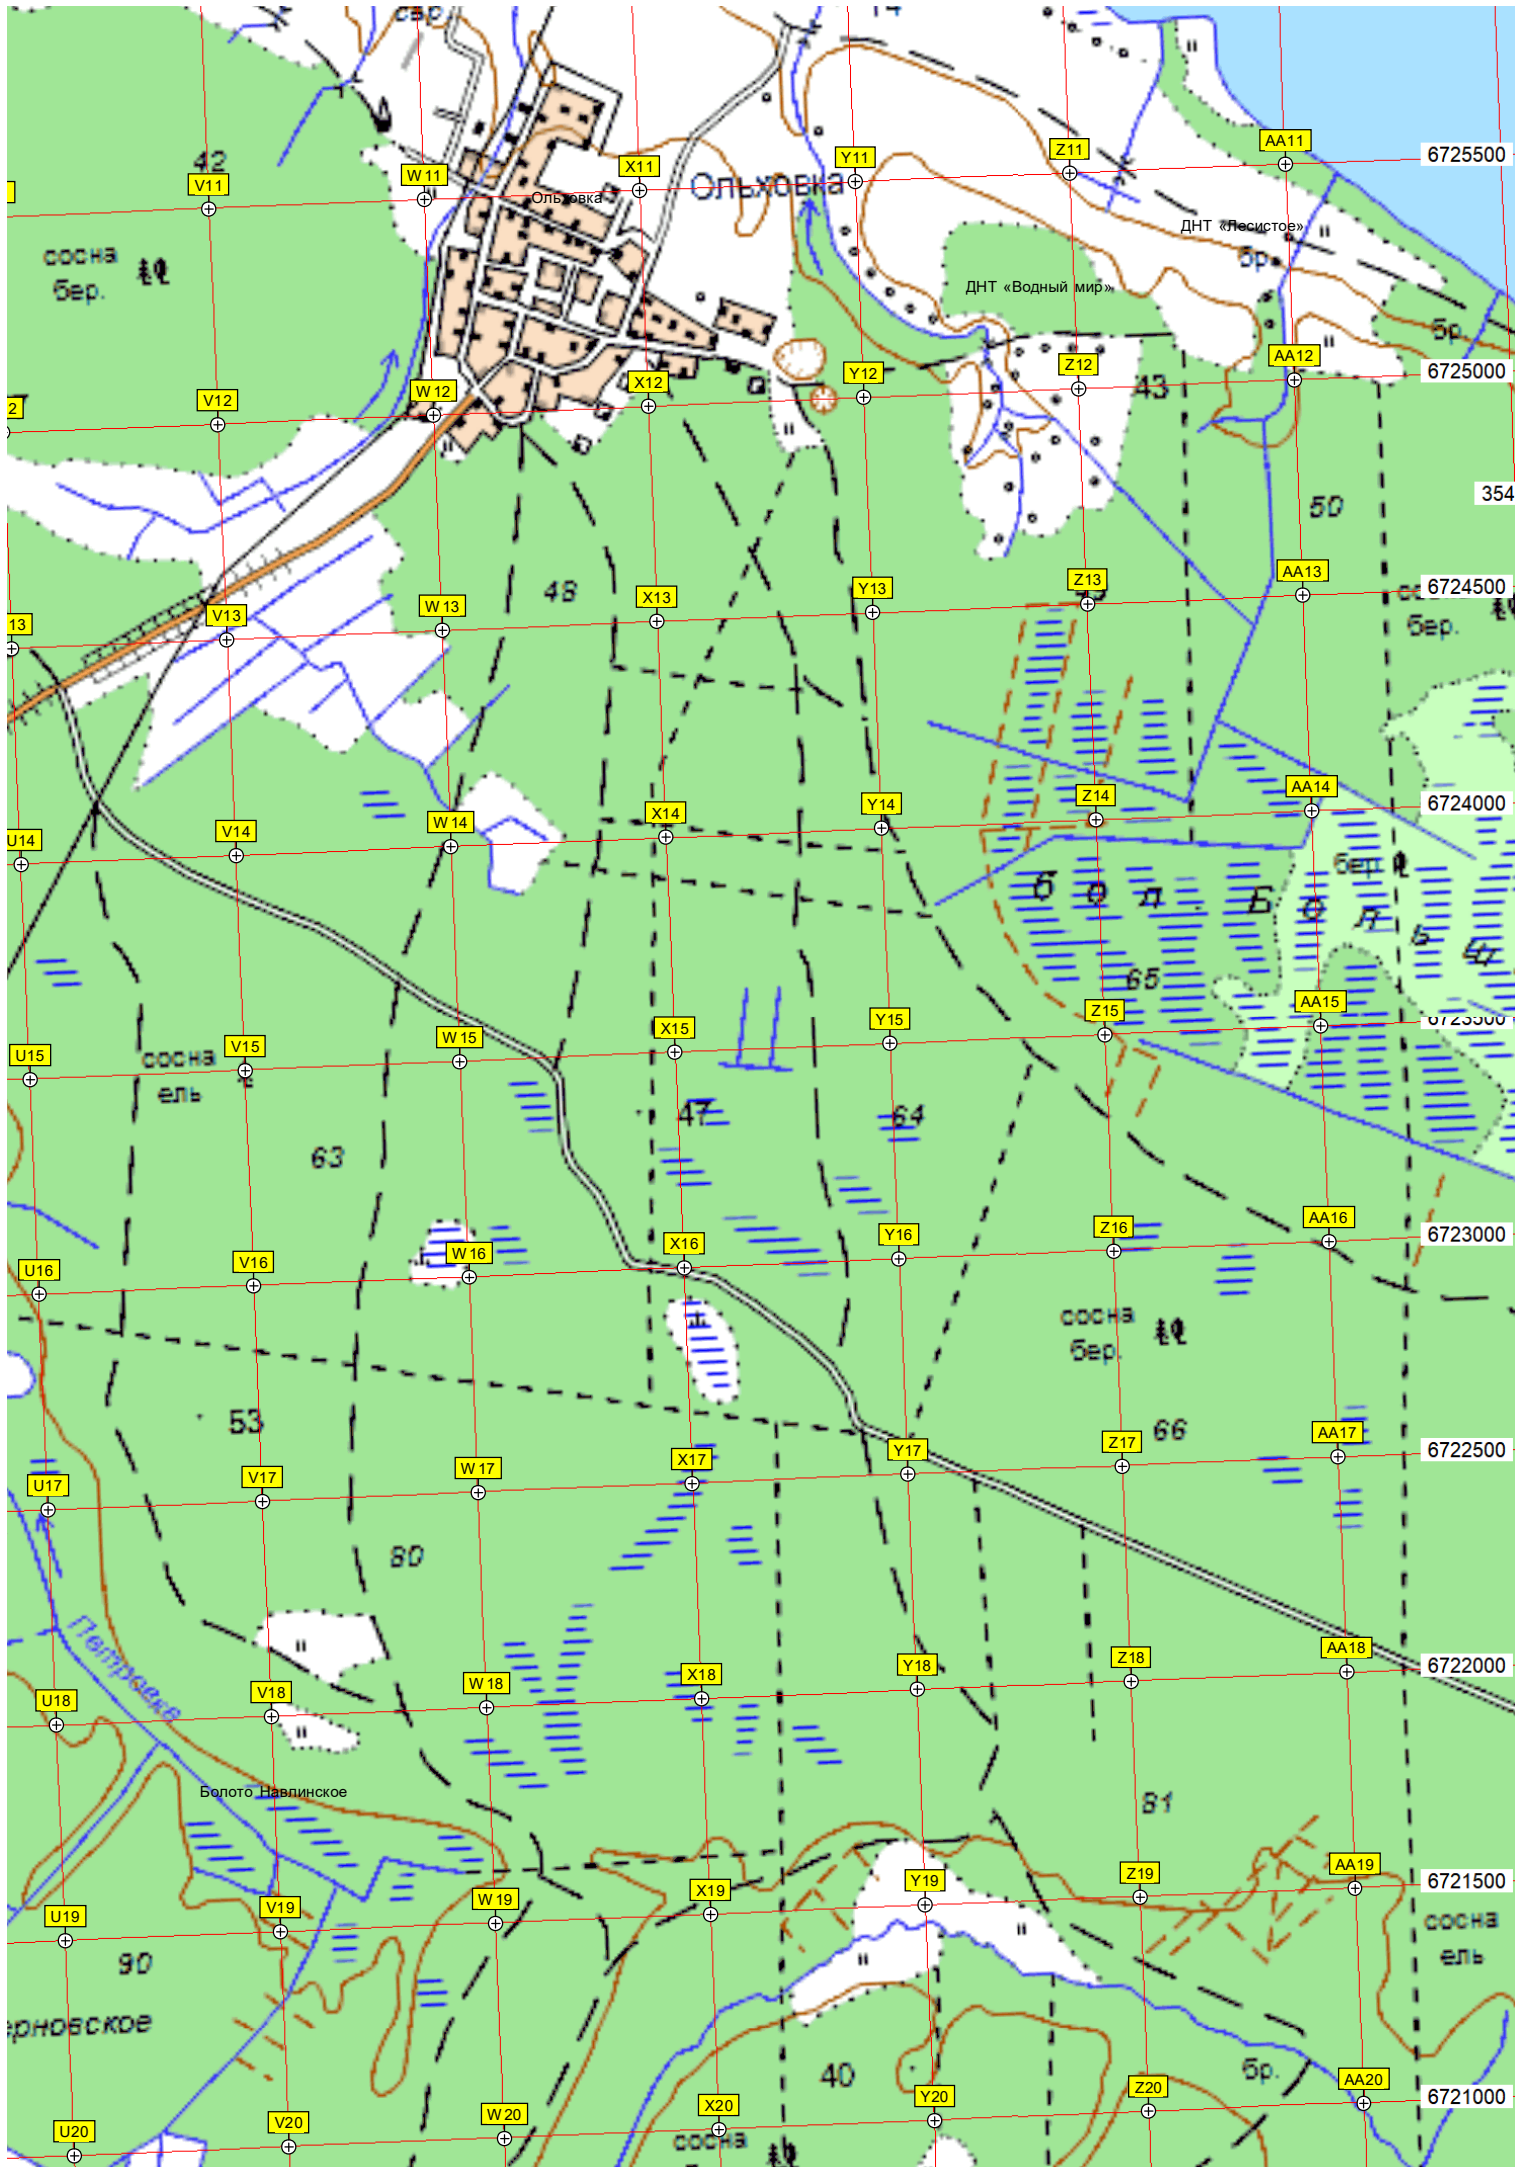 42
V11
W11
X11
Y11
Z11
AA11
6725500
Ольховка
Ольховка
ДНТ «Лесистое»
бр.
сосна
бер.
ДНТ «Водный мир»
бр.
V12
W12
X12
Y12
Z12
43
AA12
6725000
354
50
48
13
V13
W13
X13
Y13
Z13
AA13
6724500
бер.
U14
V14
W14
X14
Y14
Z14
AA14
6724000
бер.
Бол. Больш
65
U15
V15
W15
X15
Y15
Z15
AA15
6723500
сосна
ель
63
47
64
U16
V16
W16
X16
Y16
Z16
AA16
6723000
сосна
бер.
53
66
U17
V17
W17
X17
Y17
Z17
AA17
6722500
80
U18
V18
W18
X18
Y18
Z18
AA18
6722000
Болото Навлинское
81
U19
V19
W19
X19
Y19
Z19
AA19
6721500
сосна
ель
90
ерновское
40
бр.
U20
V20
W20
X20
Y20
Z20
AA20
6721000
сосна